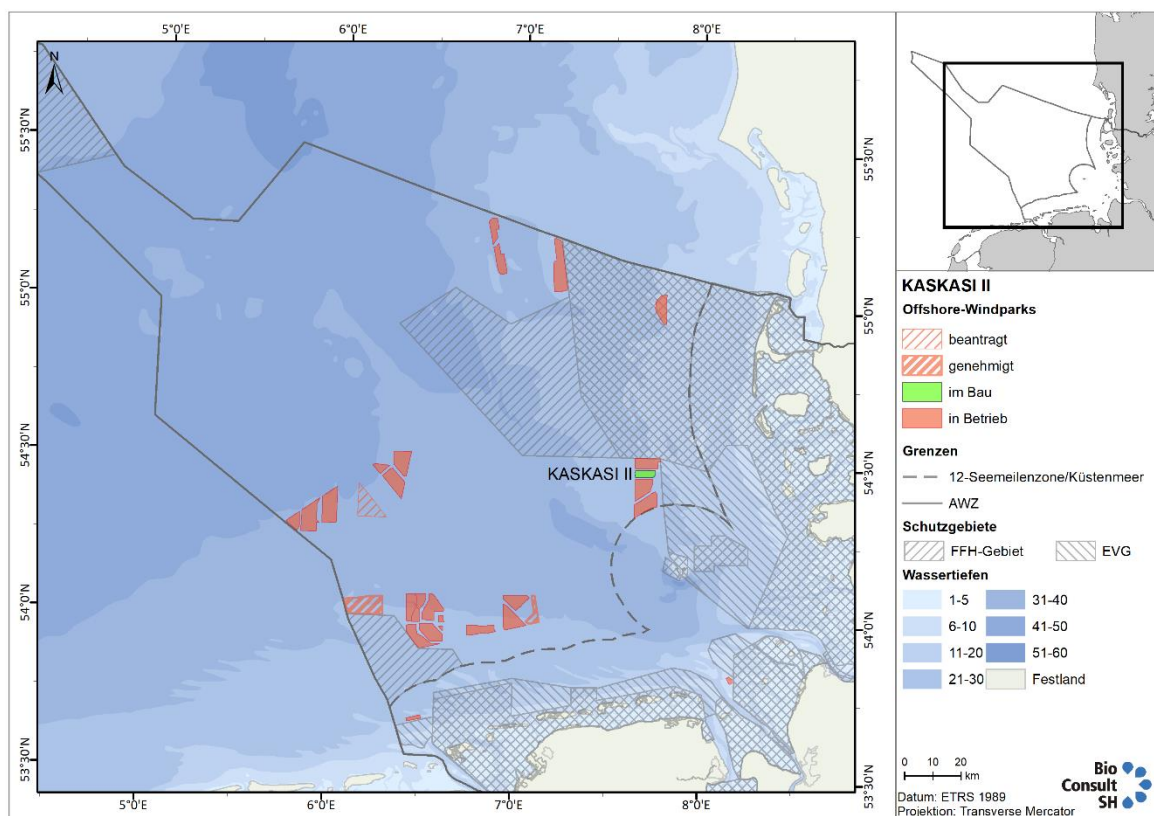 5°0'E 6°0'E 7°0'E 8°0'E
N
55°30'N
55°0'N
54°30'N
54°0'N
53°30'N
55°30'N
55°0'N
54°30'N
54°0'N
53°30'N
KASKASI II
5°0'E 6°0'E 7°0'E 8°0'E
KASKASI II
Offshore-Windparks
beantragt
genehmigt
im Bau
in Betrieb
Grenzen
12-Seemeilenzone/Küstenmeer
AWZ
Schutzgebiete
FFH-Gebiet EVG
Wassertiefen
1-5 31-40
6-10 41-50
11-20 51-60
21-30 Festland
0 10 20
km
Datum: ETRS 1989
Projektion: Transverse Mercator
Bio
Consult
SH